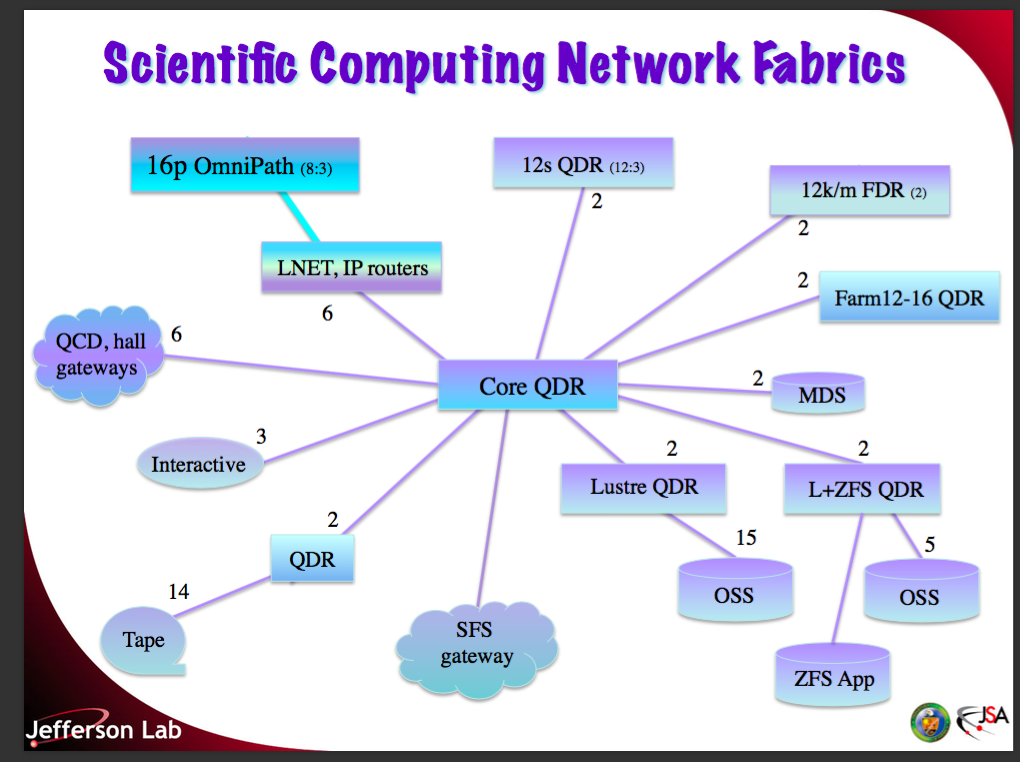 Scientific Computing Network Fabrics
16p OmniPath (8:3)
12s QDR (12:3)
2
12k/m FDR (2)
2
LNET, IP routers
6
2
Farm12-16 QDR
QCD, hall
gateways
6
Core QDR
2
MDS
Interactive
3
2
Lustre QDR
2
L+ZFS QDR
2
QDR
15
OSS
5
OSS
14
Tape
SFS
gateway
ZFS App
Jefferson Lab
JSA